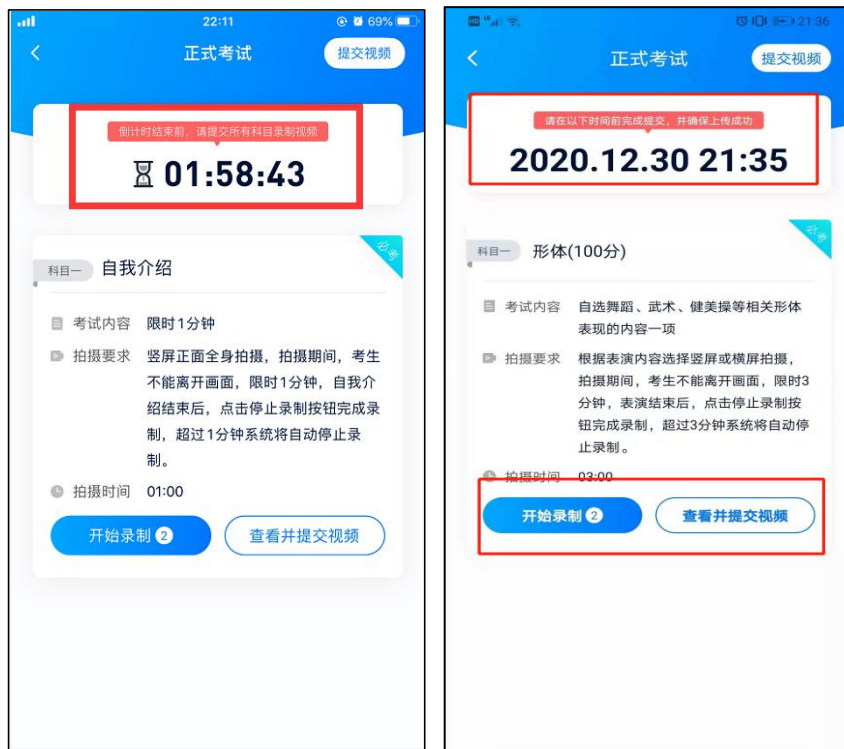 22:11
69%
正式考试
提交视频
倒计时结束前，请提交所有科目录制视频
01:58:43
必考
科目一
自我介绍
考试内容 限时1分钟
拍摄要求 竖屏正面全身拍摄，拍摄期间，考生
不能离开画面，限时1分钟，自我介
绍结束后，点击停止录制按钮完成录
制，超过1分钟系统将自动停止录
制。
拍摄时间 01:00
开始录制 2
查看并提交视频
HD
21:36
正式考试
提交视频
请在以下时间前完成提交，并确保上传成功
2020.12.30 21:35
必考
科目一
形体(100分)
考试内容 自选舞蹈、武术、健美操等相关形体
表现的内容一项
拍摄要求 根据表演内容选择竖屏或横屏拍摄，
拍摄期间，考生不能离开画面，限时3
分钟，表演结束后，点击停止录制按
钮完成录制，超过3分钟系统将自动停
止录制。
拍摄时间 03:00
开始录制 2
查看并提交视频